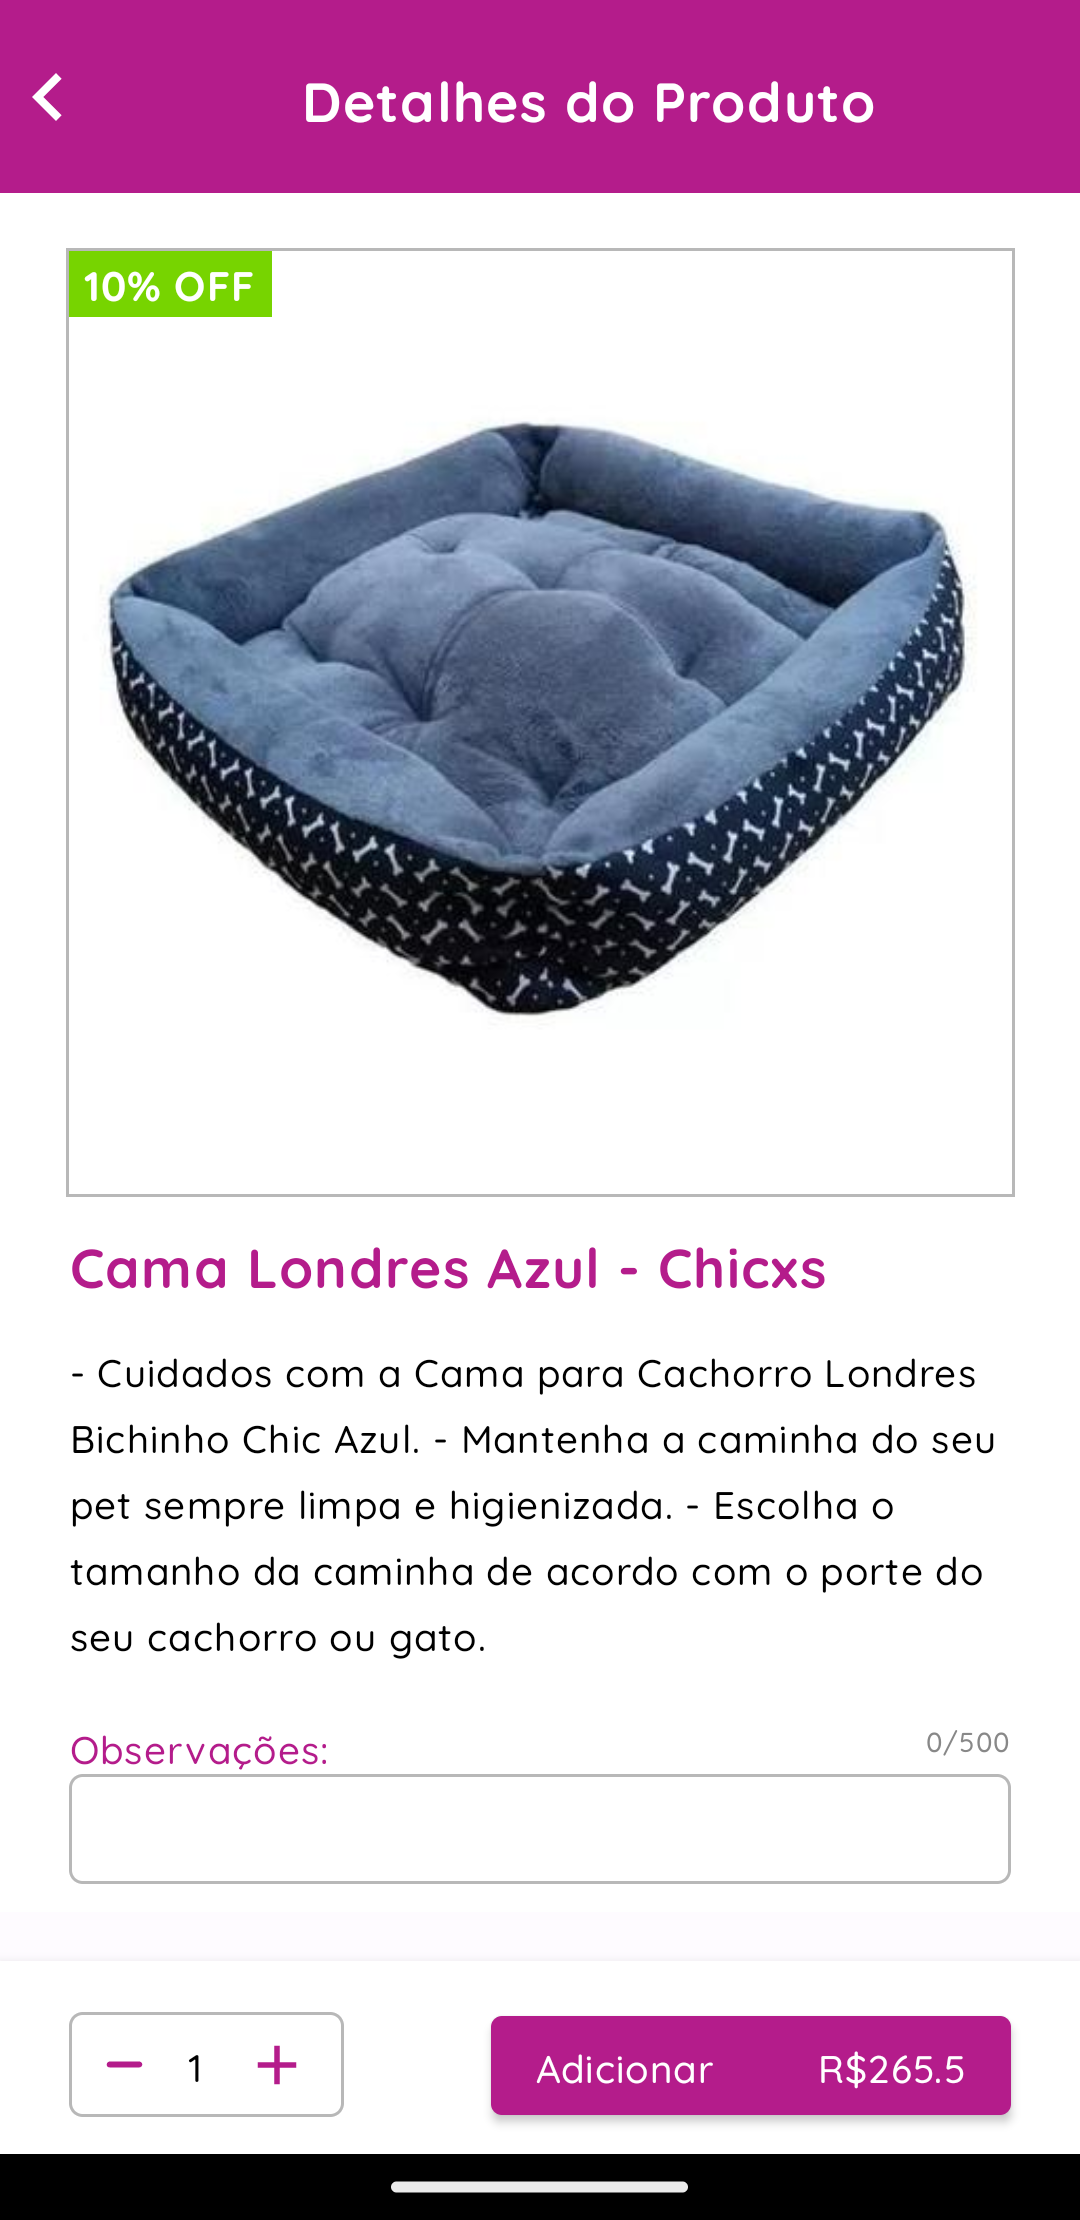 Detalhes do Produto
10% OFF
Cama Londres Azul - Chicxs
- Cuidados com a Cama para Cachorro Londres
Bichinho Chic Azul. - Mantenha a caminha do seu
pet sempre limpa e higienizada. - Escolha o
tamanho da caminha de acordo com o porte do
seu cachorro ou gato.
Observações:
0/500
1
Adicionar R$265.5